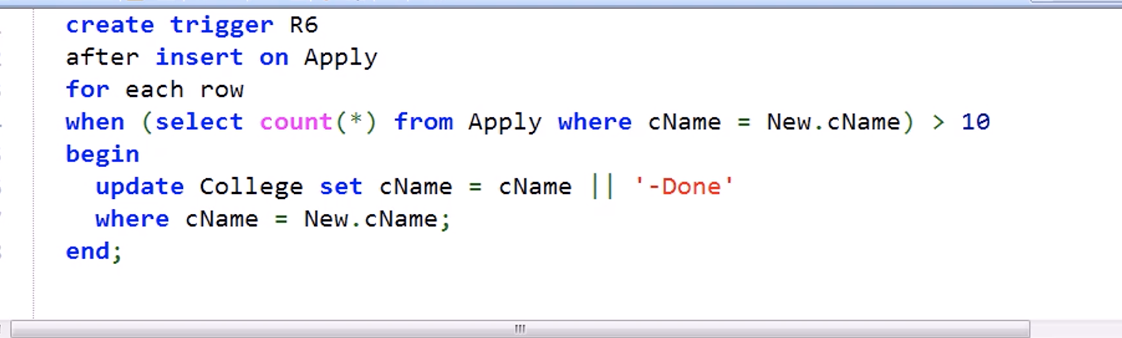 create trigger R6
after insert on Apply
for each row
when (select count(*) from Apply where cName = New.cName) > 10
begin
update College set cName = cName || '-Done'
where cName = New.cName;
end;